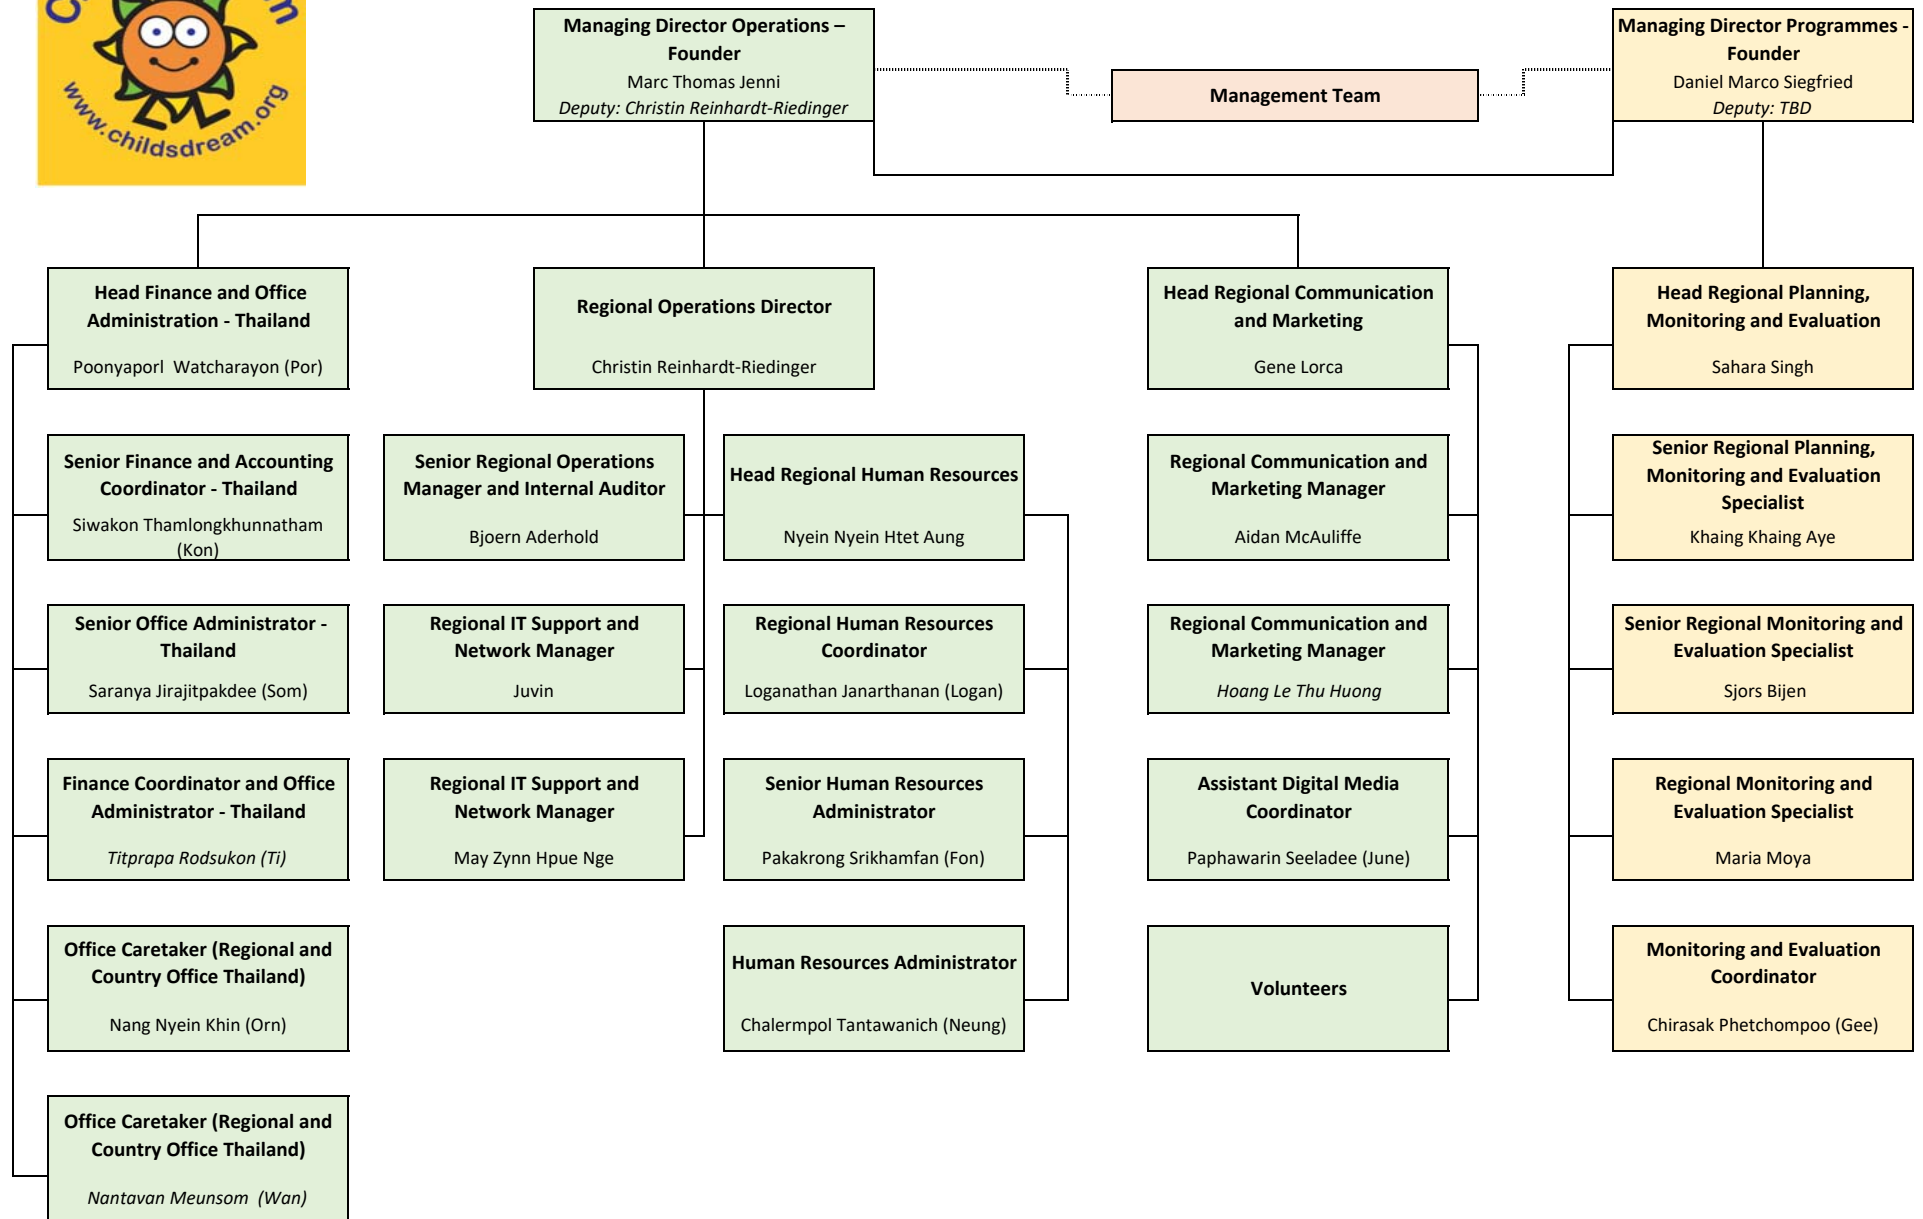 www.childsdream.org
Managing Director Operations –
Founder
Marc Thomas Jenni
Deputy: Christin Reinhardt-Riedinger
Management Team
Managing Director Programmes -
Founder
Daniel Marco Siegfried
Deputy: TBD
Head Finance and Office
Administration - Thailand
Poonyaporl  Watcharayon (Por)
Regional Operations Director
Christin Reinhardt-Riedinger
Head Regional Communication
and Marketing
Gene Lorca
Head Regional Planning,
Monitoring and Evaluation
Sahara Singh
Senior Finance and Accounting
Coordinator - Thailand
Siwakon Thamlongkhunnatham
(Kon)
Senior Regional Operations
Manager and Internal Auditor
Bjoern Aderhold
Head Regional Human Resources
Nyein Nyein Htet Aung
Regional Communication and
Marketing Manager
Aidan McAuliffe
Senior Regional Planning,
Monitoring and Evaluation
Specialist
Khaing Khaing Aye
Senior Office Administrator -
Thailand
Saranya Jirajitpakdee (Som)
Regional IT Support and
Network Manager
Juvin
Regional Human Resources
Coordinator
Loganathan Janarthanan (Logan)
Regional Communication and
Marketing Manager
Hoang Le Thu Huong
Senior Regional Monitoring and
Evaluation Specialist
Sjors Bijen
Finance Coordinator and Office
Administrator - Thailand
Titprapa Rodsukon (Ti)
Regional IT Support and
Network Manager
May Zynn Hpue Nge
Senior Human Resources
Administrator
Pakakrong Srikhamfan (Fon)
Assistant Digital Media
Coordinator
Paphawarin Seeladee (June)
Regional Monitoring and
Evaluation Specialist
Maria Moya
Office Caretaker (Regional and
Country Office Thailand)
Nang Nyein Khin (Orn)
Human Resources Administrator
Chalermpol Tantawanich (Neung)
Volunteers
Monitoring and Evaluation
Coordinator
Chirasak Phetchompoo (Gee)
Office Caretaker (Regional and
Country Office Thailand)
Nantavan Meunsom  (Wan)